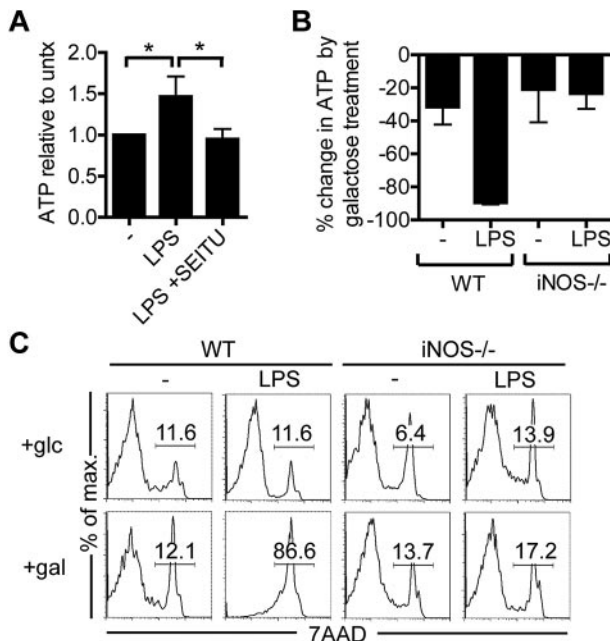 A
ATP relative to untx
2.0
1.5
1.0
0.5
0.0
*
*
-
LPS
LPS +SEITU
B
% change in ATP by
galactose treatment
0
-20
-40
-60
-80
-100
-
LPS
-
LPS
WT
iNOS-/-
C
WT
iNOS-/-
-
LPS
-
LPS
+glc
11.6
11.6
6.4
13.9
% of max.
+gal
12.1
86.6
13.7
17.2
7AAD